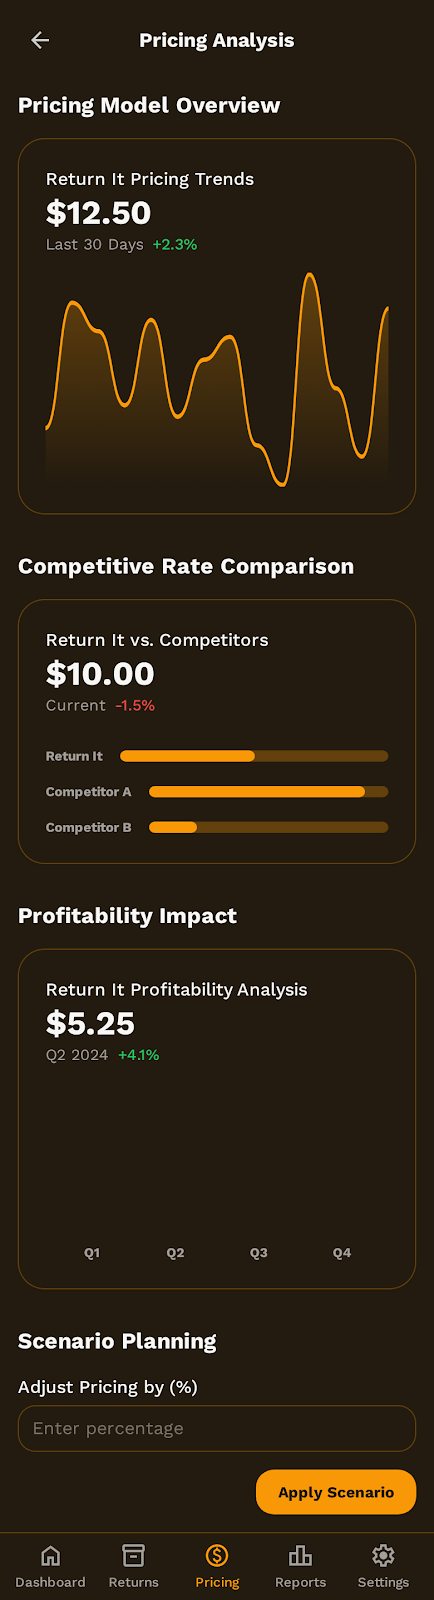 Pricing Analysis
Pricing Model Overview
Return It Pricing Trends
$12.50
Last 30 Days +2.3%
Competitive Rate Comparison
Return It vs. Competitors
$10.00
Current -1.5%
Return It
Competitor A
Competitor B
Profitability Impact
Return It Profitability Analysis
$5.25
Q2 2024 +4.1%
Q1 Q2 Q3 Q4
Scenario Planning
Adjust Pricing by (%)
Enter percentage
Apply Scenario
Dashboard Returns Pricing Reports Settings